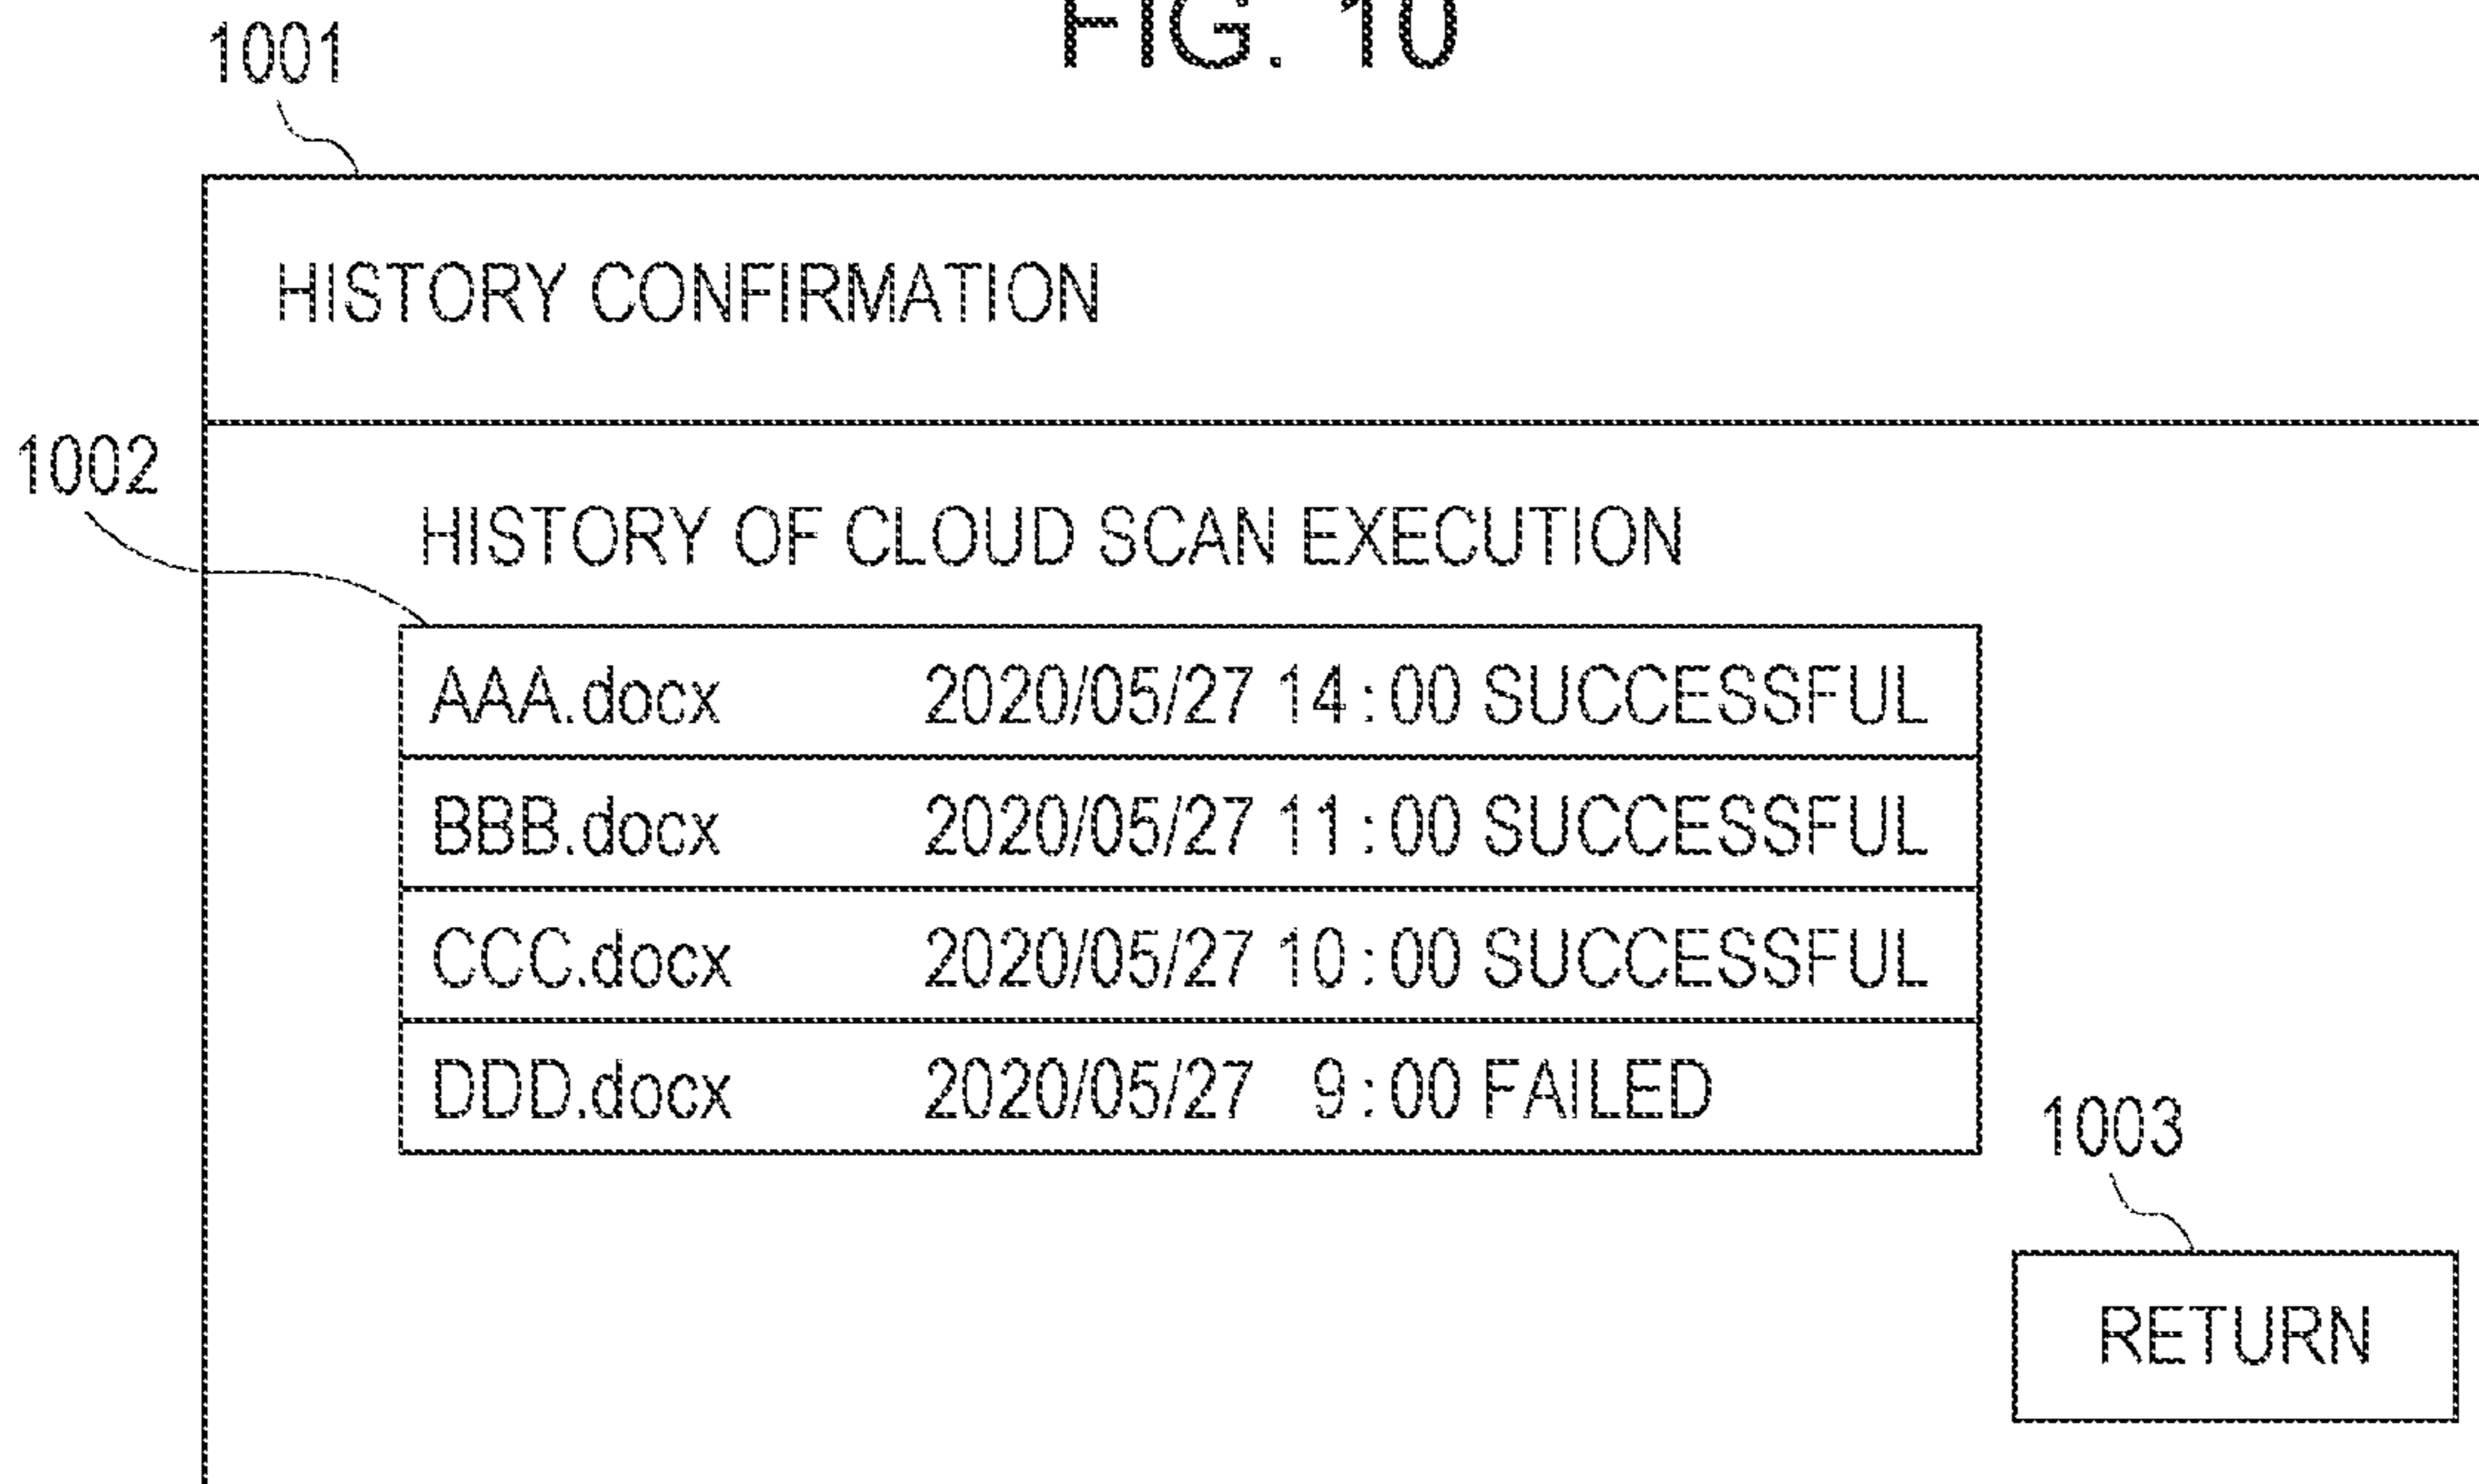 FIG. 10
1001
HISTORY CONFIRMATION
1002
HISTORY OF CLOUD SCAN EXECUTION
AAA.docx 2020/05/27 14:00 SUCCESSFUL
BBB.docx 2020/05/27 11:00 SUCCESSFUL
CCC.docx 2020/05/27 10:00 SUCCESSFUL
DDD.docx 2020/05/27 9:00 FAILED
1003
RETURN